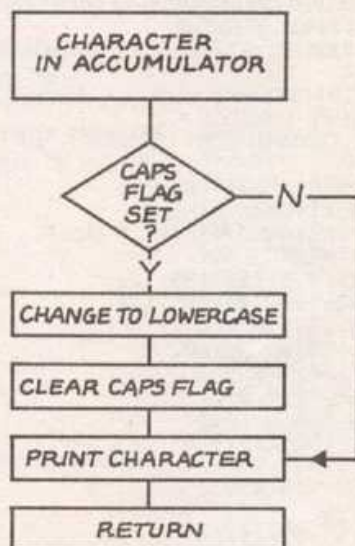 CHARACTER
IN ACCUMULATOR
CAPS
FLAG
SET
?
N
Y
CHANGE TO LOWERCASE
CLEAR CAPS FLAG
PRINT CHARACTER
RETURN